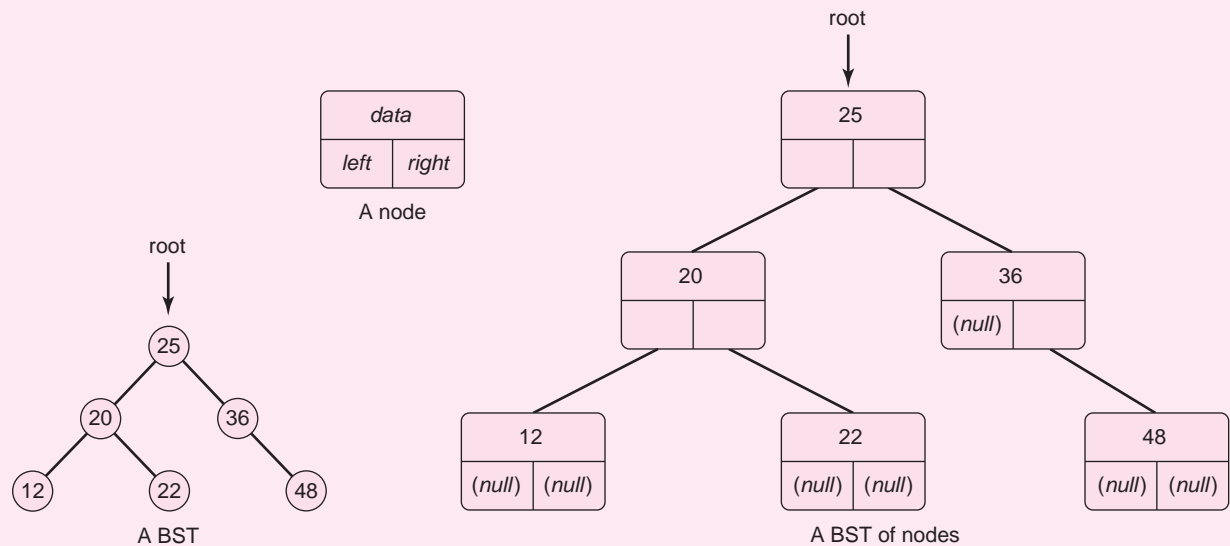 root
data
left right
A node
root
25
20 36
12 22 48
A BST
25
20 36
(null)
12 22 48
(null) (null) (null) (null) (null) (null)
A BST of nodes